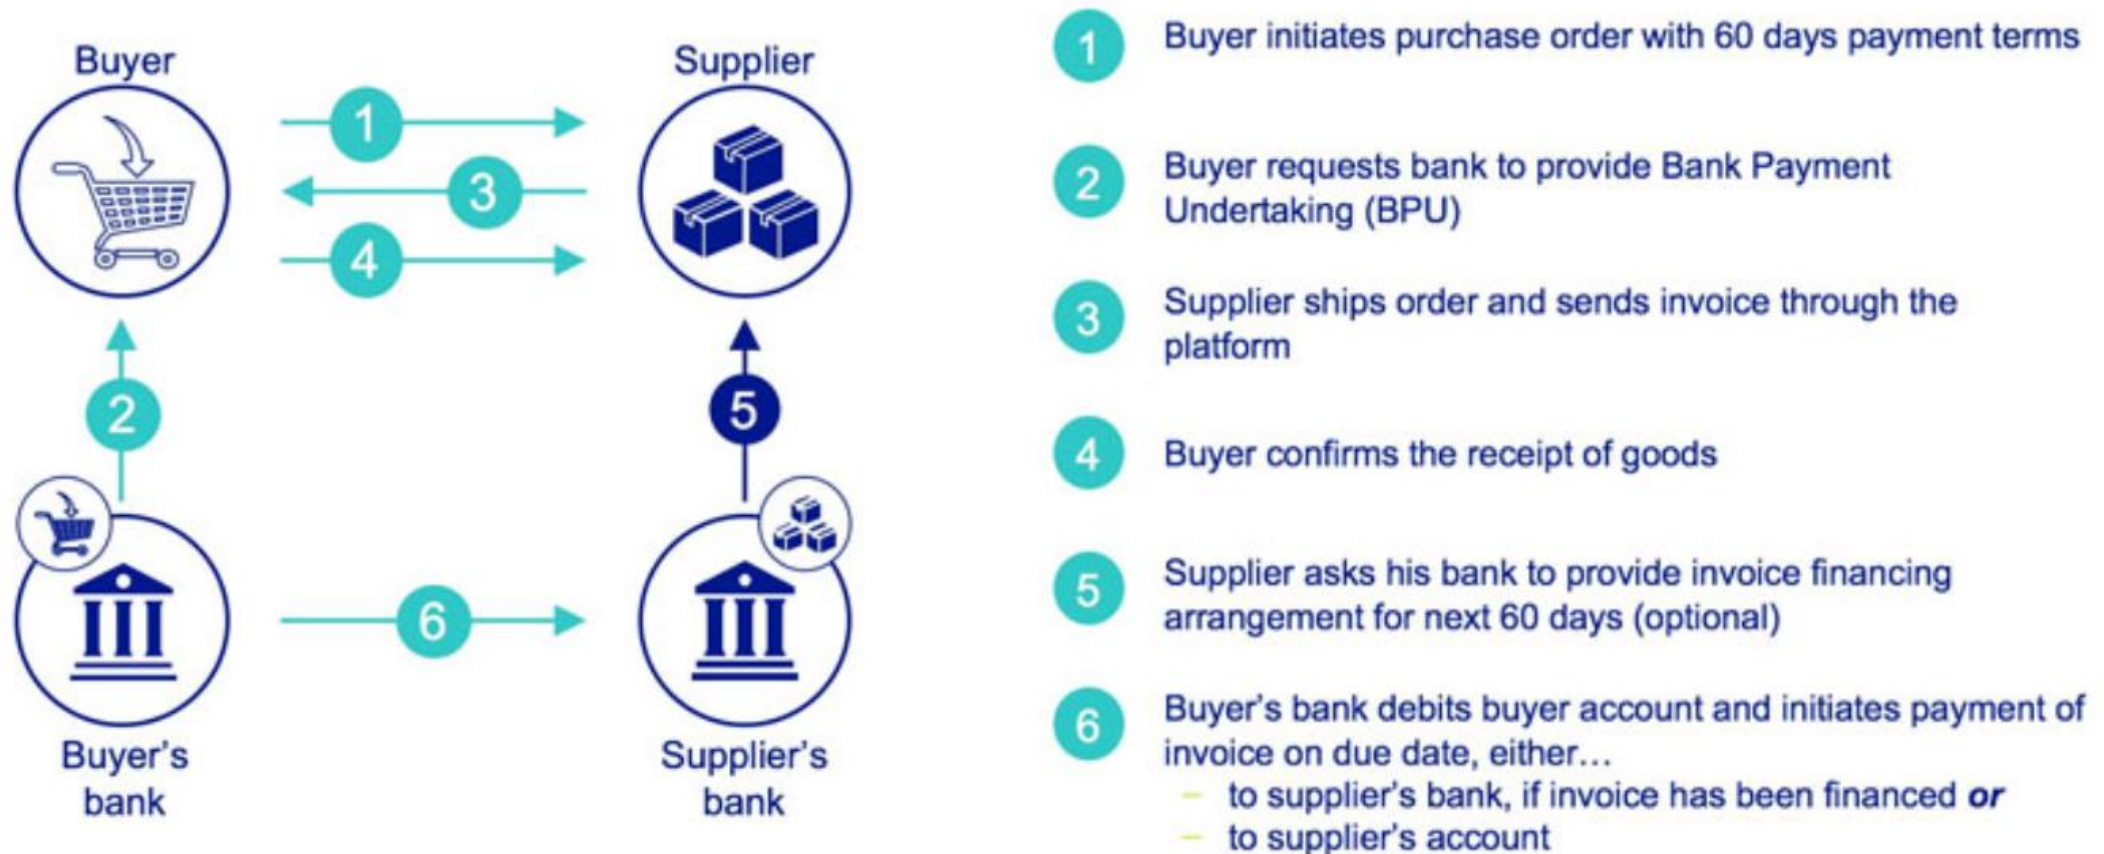 Buyer
Supplier
1
3
4
2
5
6
Buyer's
bank
Supplier's
bank
1
Buyer initiates purchase order with 60 days payment terms
2
Buyer requests bank to provide Bank Payment
Undertaking (BPU)
3
Supplier ships order and sends invoice through the
platform
4
Buyer confirms the receipt of goods
5
Supplier asks his bank to provide invoice financing
arrangement for next 60 days (optional)
6
Buyer's bank debits buyer account and initiates payment of
invoice on due date, either...
– to supplier's bank, if invoice has been financed or
– to supplier's account